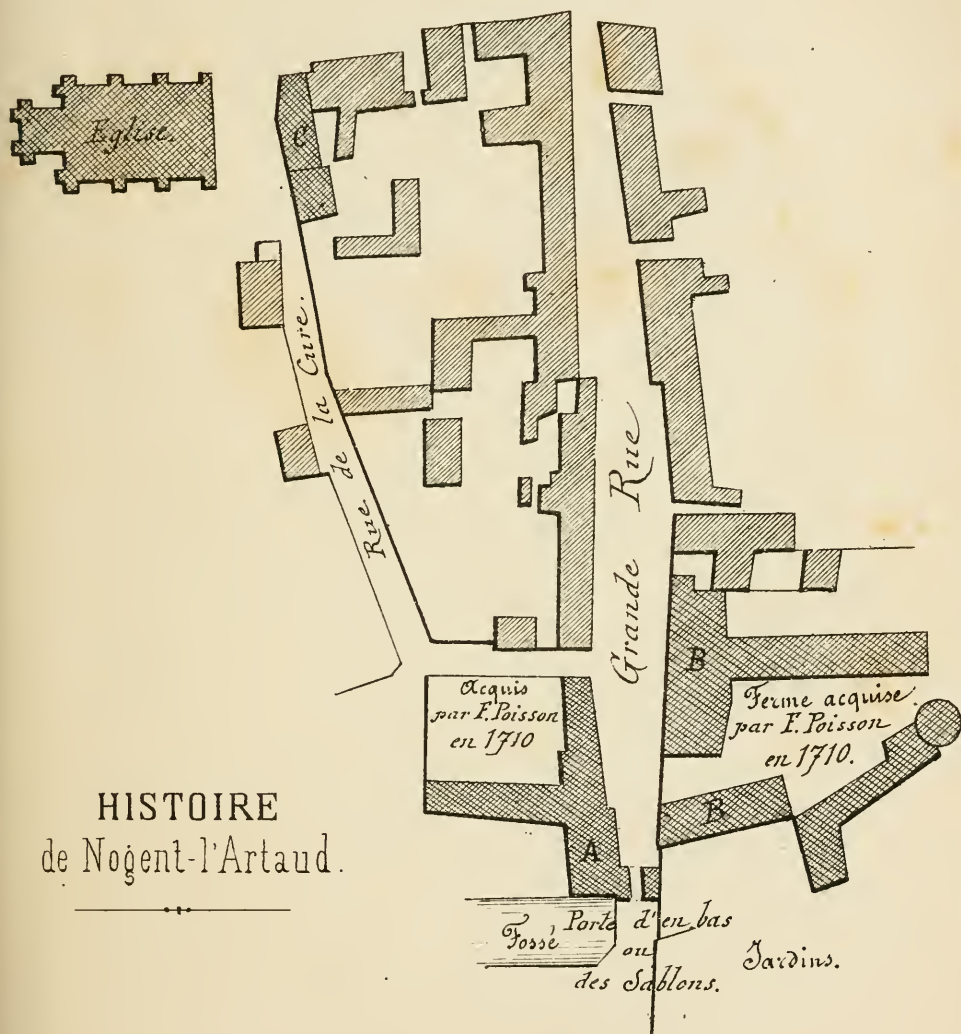 Eglise.
C
Rue de la Cure.
Grande Rue
B
Acquis
par F. Poisson
en 1710
Ferme acquise
par F. Poisson
en 1710.
B
A
HISTOIRE
de Nogent-l'Artaud.
Fossé
Porte d'en bas
ou
des Sablons.
Jardins.